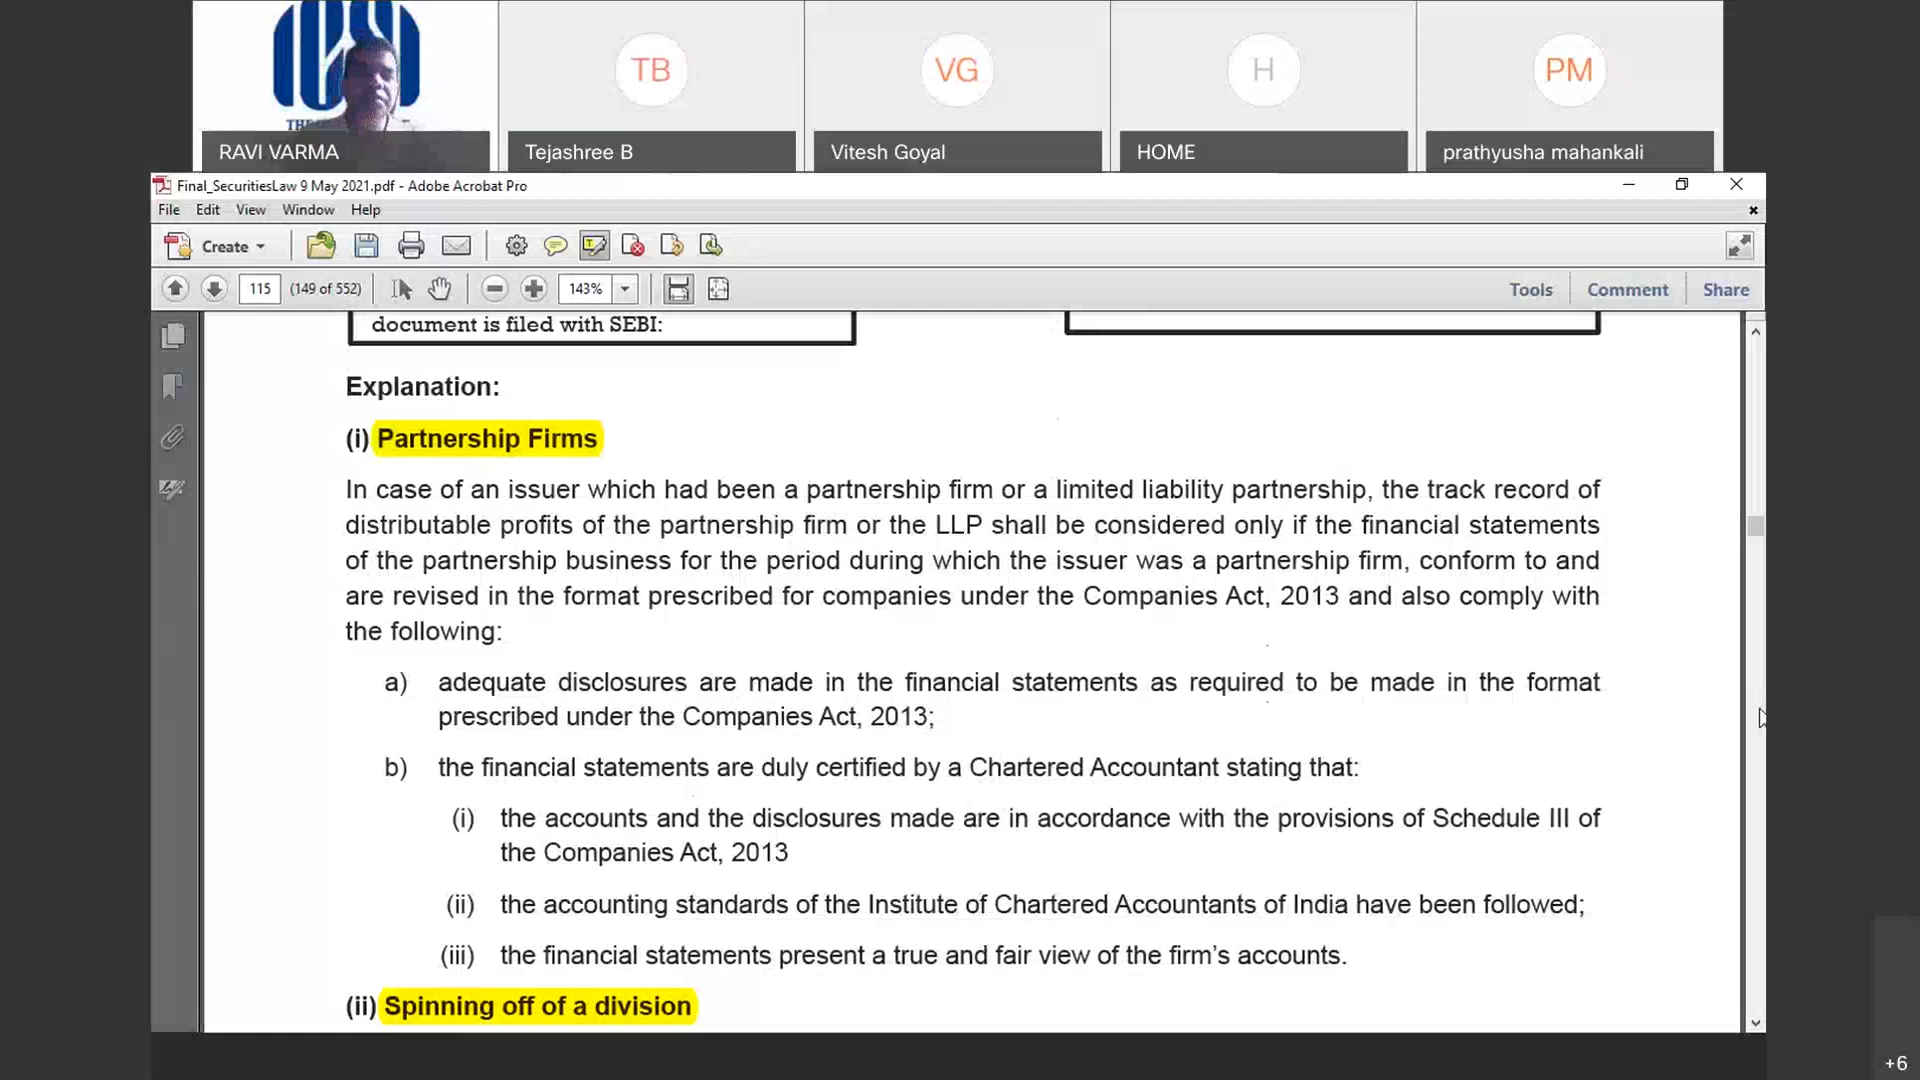 TB
VG
H
PM
RAVI VARMA
Tejashree B
Vitesh Goyal
HOME
prathyusha mahankali
Final_SecuritiesLaw 9 May 2021.pdf - Adobe Acrobat Pro
File Edit View Window Help
Create
115 (149 of 552) 143% Tools Comment Share
document is filed with SEBI:
Explanation:
(i) Partnership Firms
In case of an issuer which had been a partnership firm or a limited liability partnership, the track record of
distributable profits of the partnership firm or the LLP shall be considered only if the financial statements
of the partnership business for the period during which the issuer was a partnership firm, conform to and
are revised in the format prescribed for companies under the Companies Act, 2013 and also comply with
the following:
a) adequate disclosures are made in the financial statements as required to be made in the format
prescribed under the Companies Act, 2013;
b) the financial statements are duly certified by a Chartered Accountant stating that:
(i) the accounts and the disclosures made are in accordance with the provisions of Schedule III of
the Companies Act, 2013
(ii) the accounting standards of the Institute of Chartered Accountants of India have been followed;
(iii) the financial statements present a true and fair view of the firm's accounts.
(ii) Spinning off of a division
+6